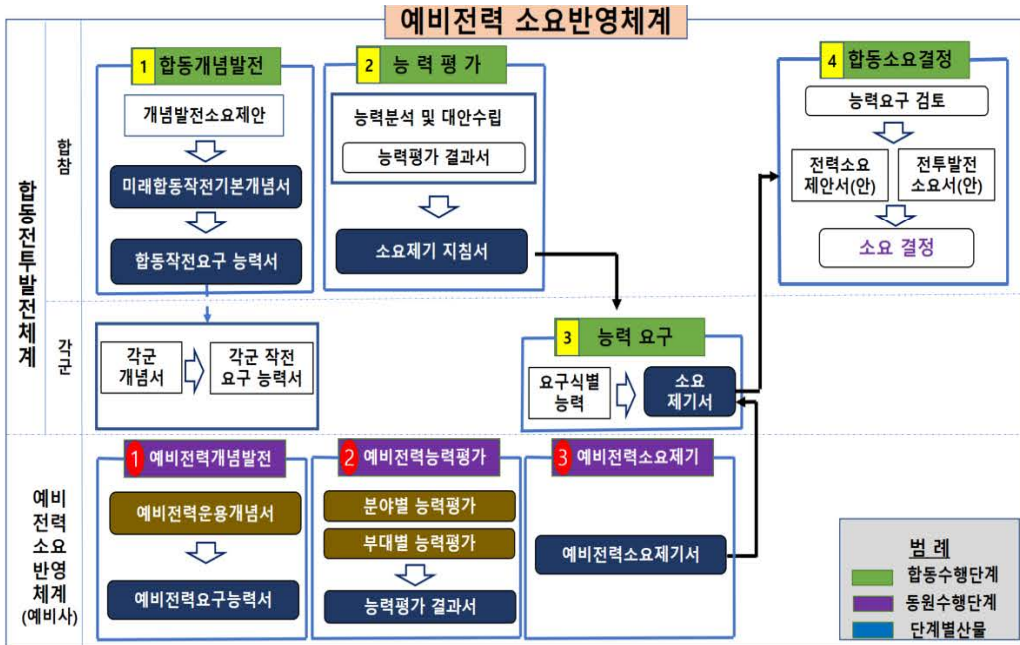 예비전력 소요반영체계
합동전투발전체계
합참
1 합동개념발전
개념발전소요제안
미래합동작전기본개념서
합동작전요구 능력서
2 능 력 평 가
능력분석 및 대안수립
능력평가 결과서
소요제기 지침서
4 합동소요결정
능력요구 검토
전력소요
제안서(안)
전투발전
소요서(안)
소요 결정
각군
각군
개념서
각군 작전
요구 능력서
3 능력 요구
요구식별
능력
소요
제기서
예비
전력
소요
반영
체계
(예비사)
1 예비전력개념발전
예비전력운용개념서
예비전력요구능력서
2 예비전력능력평가
분야별 능력평가
부대별 능력평가
능력평가 결과서
3 예비전력소요제기
예비전력소요제기서
범 례
합동수행단계
동원수행단계
단계별산물